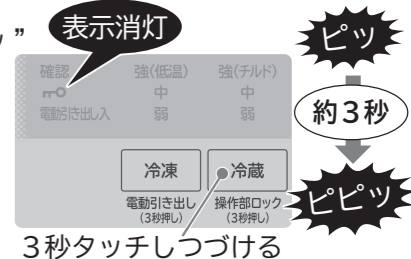 ッ”
表示消灯
確認 強(低温) 強(チルド)
中 中
電動引き出し入 弱 弱
冷凍 冷蔵
電動引き出し 操作部ロック
(3秒押し) (3秒押し)
3秒タッチしつづける
ピッ
約3秒
ピピッ